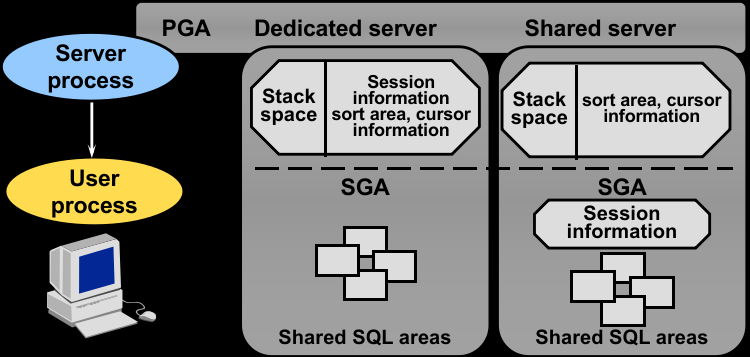 PGA
Dedicated server
Shared server
Server
process
Stack
space
Session
information
sort area, cursor
information
Stack
space
sort area, cursor
information
User
process
SGA
SGA
Session
information
Shared SQL areas
Shared SQL areas